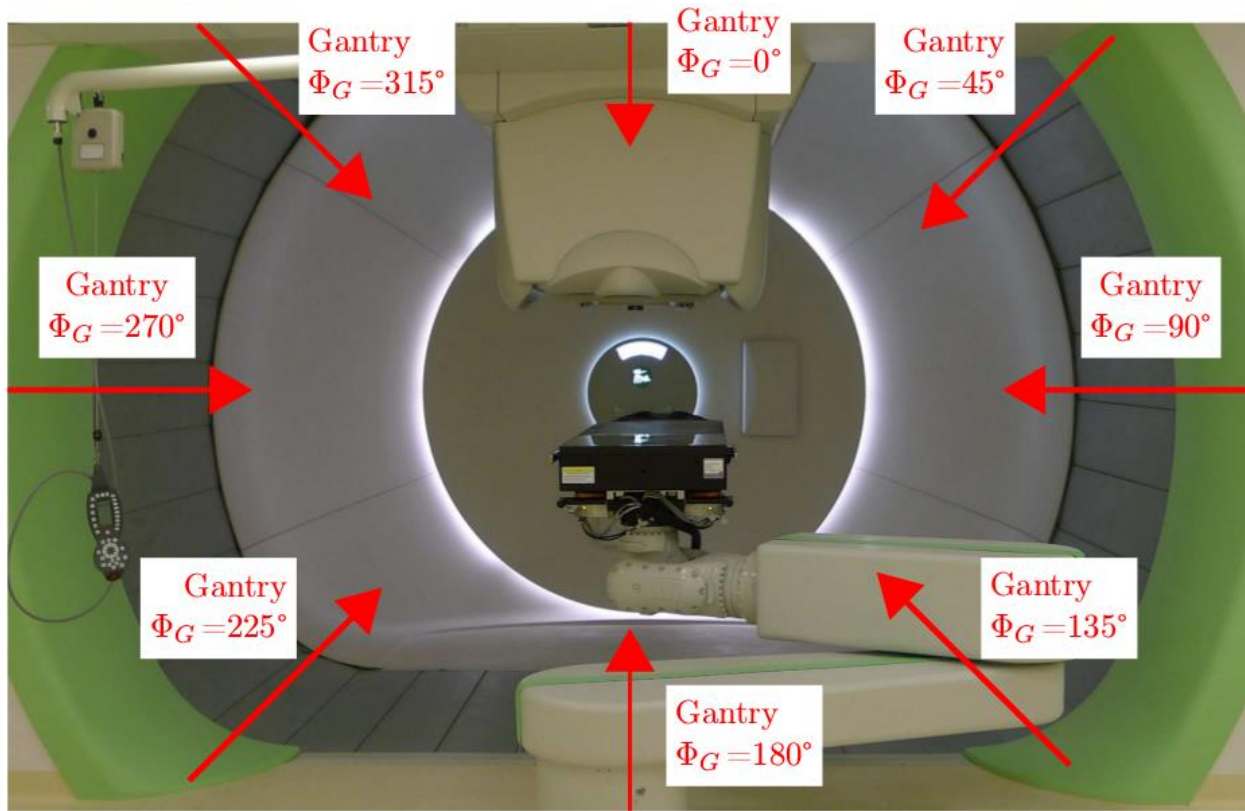 Gantry
Φ_G=315°
Gantry
Φ_G=0°
Gantry
Φ_G=45°
Gantry
Φ_G=270°
Gantry
Φ_G=90°
Gantry
Φ_G=225°
Gantry
Φ_G=135°
Gantry
Φ_G=180°